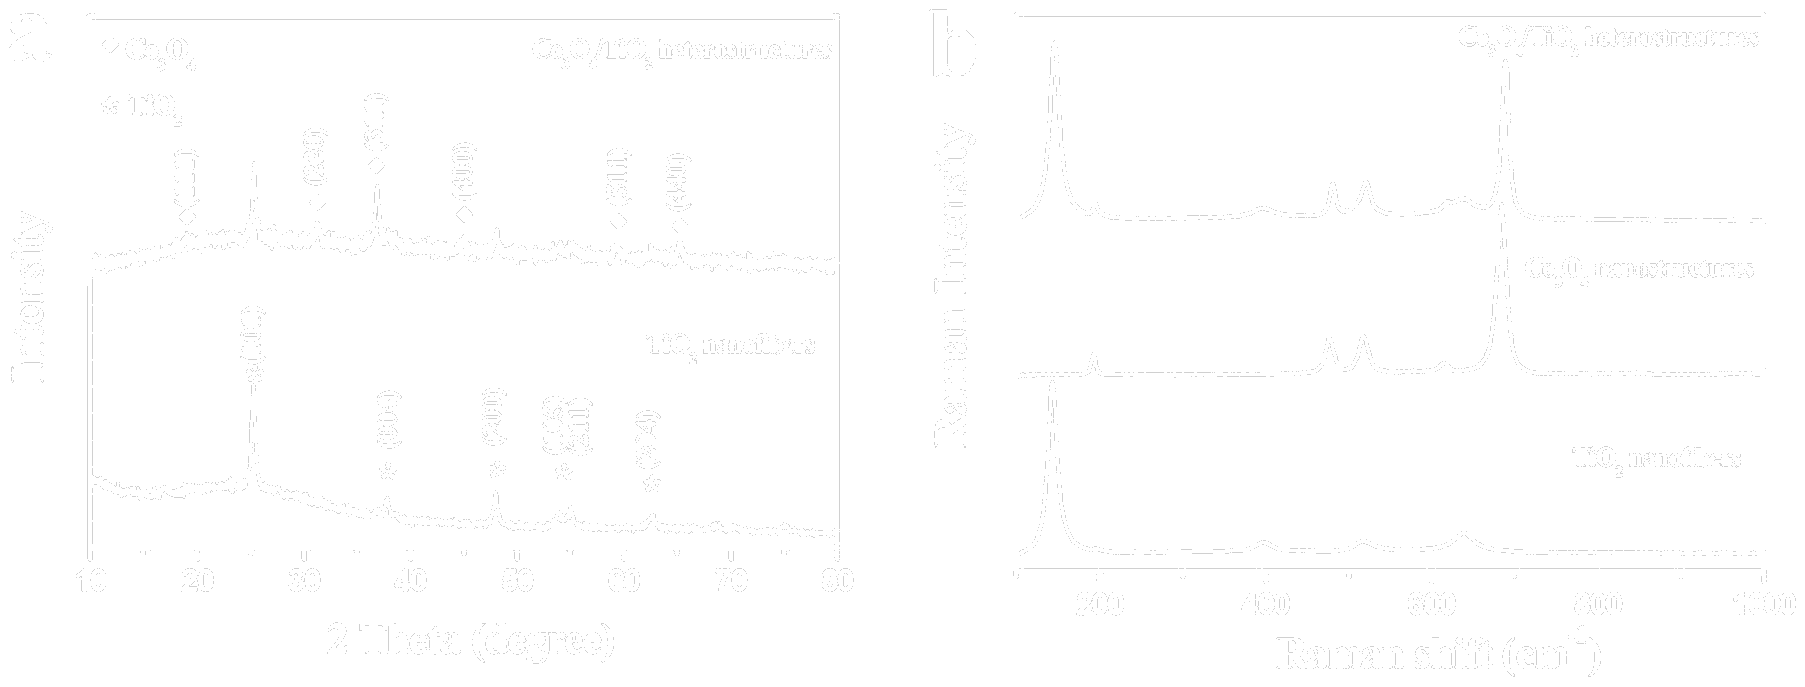 a
Co3O4
TiO2
Co3O4/TiO2 heterostructures
(111)
(220)
(311)
(400)
(511)
(440)
TiO2 nanofibers
(101)
(004)
(200)
(105)
(211)
(204)
Intensity
10 20 30 40 50 60 70 80
2 Theta (degree)
b
Co3O4/TiO2 heterostructures
Co3O4 nanostructures
TiO2 nanofibers
Raman Intensity
200 400 600 800 1000
Raman shift (cm-1)